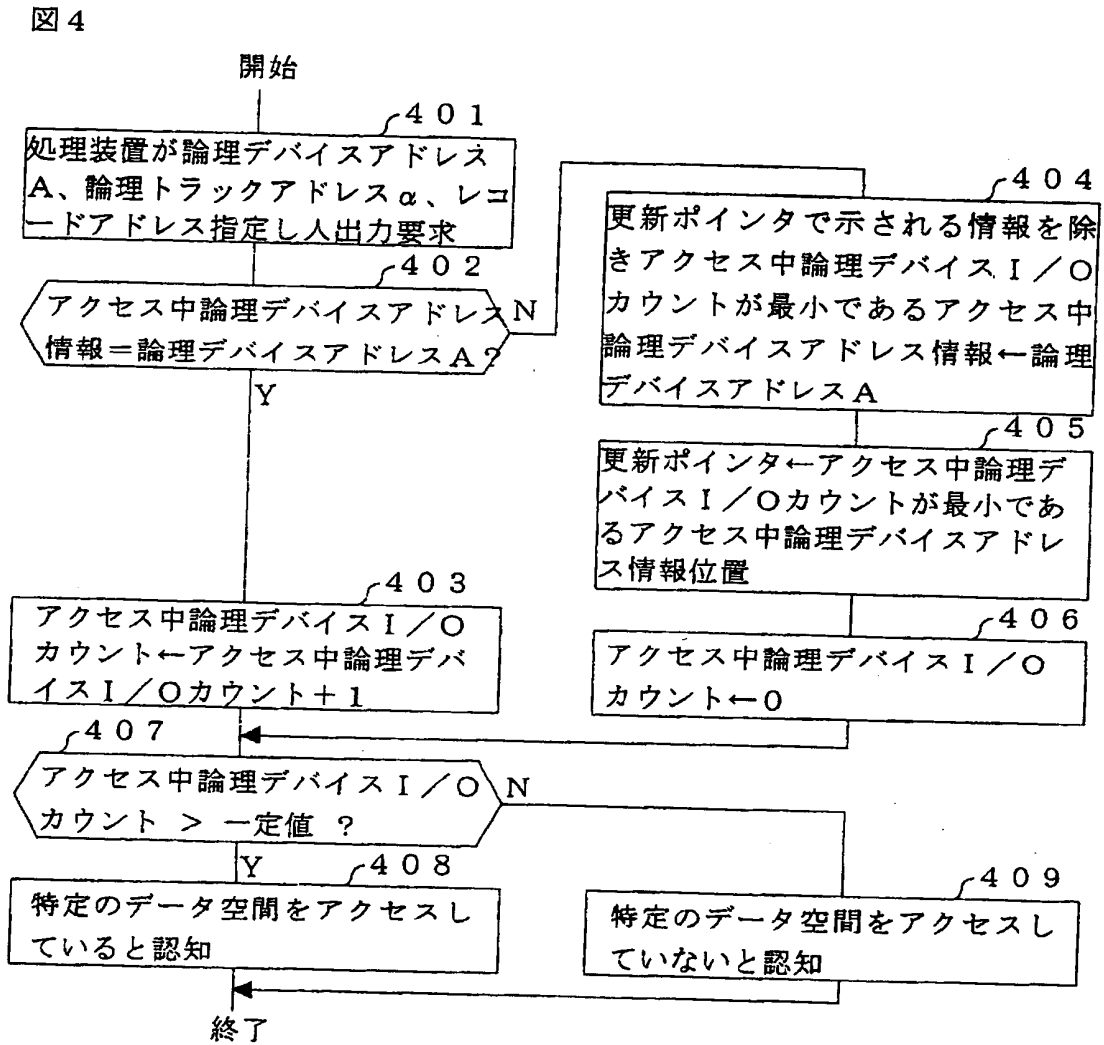 図4
開始
401
処理装置が論理デバイスアドレス
A、論理トラックアドレスα、レコ
ードアドレス指定し人出力要求
402
アクセス中論理デバイスアドレス
情報=論理デバイスアドレスA?
N
Y
403
アクセス中論理デバイスI/O
カウント←アクセス中論理デバ
イスI/Oカウント+1
404
更新ポインタで示される情報を除
きアクセス中論理デバイスI/O
カウントが最小であるアクセス中
論理デバイスアドレス情報←論理
デバイスアドレスA
405
更新ポインタ←アクセス中論理デ
バイスI/Oカウントが最小であ
るアクセス中論理デバイスアドレ
ス情報位置
406
アクセス中論理デバイスI/O
カウント←0
407
アクセス中論理デバイスI/O
カウント > 一定値 ?
N
Y
408
特定のデータ空間をアクセスし
ていると認知
409
特定のデータ空間をアクセスし
ていないと認知
終了